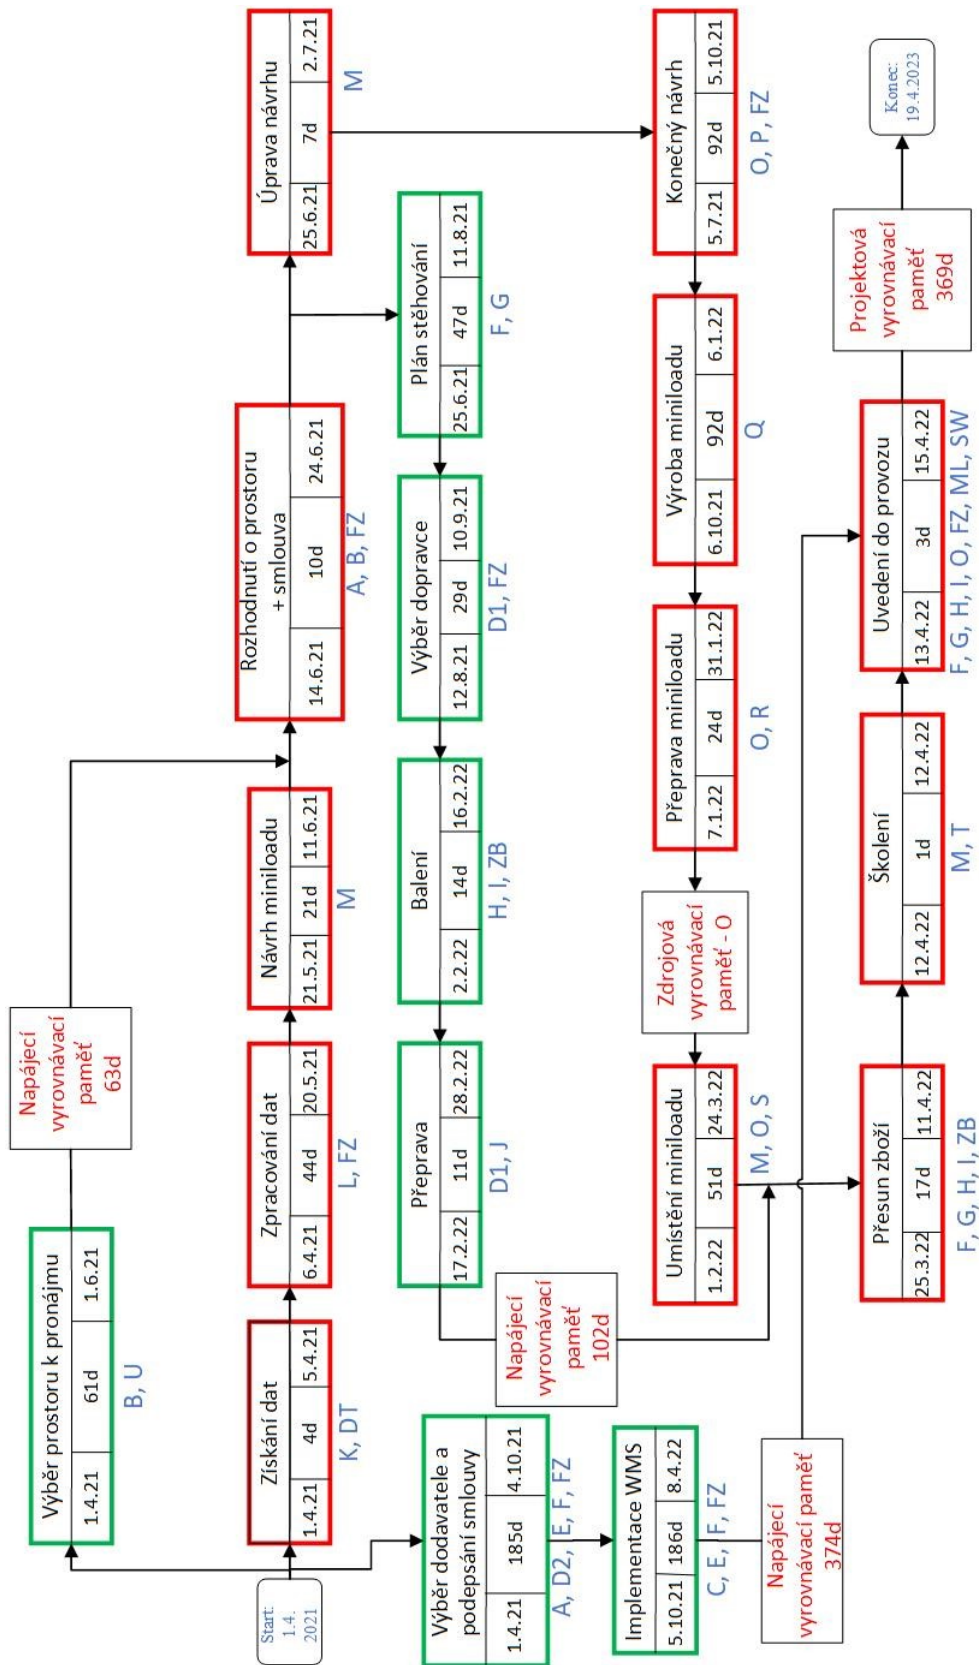 Start:
1.4.
2021
Výběr prostoru k pronájmu
1.4.21 61d 1.6.21
B, U
Napájecí
vyrovnávací
paměť
63d
Získání dat
1.4.21 4d 5.4.21
K, DT
Zpracování dat
6.4.21 44d 20.5.21
L, FZ
Návrh miniloadu
21.5.21 21d 11.6.21
M
Rozhodnutí o prostoru
+ smlouva
14.6.21 10d 24.6.21
A, B, FZ
Úprava návrhu
25.6.21 7d 2.7.21
M
Výběr dodavatele a
podepsání smlouvy
1.4.21 185d 4.10.21
A, D2, E, F, FZ
Přeprava
17.2.22 11d 28.2.22
D1, J
Balení
2.2.22 14d 16.2.22
H, I, ZB
Výběr dopravce
12.8.21 29d 10.9.21
D1, FZ
Plán stěhování
25.6.21 47d 11.8.21
F, G
Napájecí
vyrovnávací
paměť
102d
Implementace WMS
5.10.21 186d 8.4.22
C, E, F, FZ
Umístění miniloadu
1.2.22 51d 24.3.22
M, O, S
Zdrojová
vyrovnávací
paměť - O
Přeprava miniloadu
7.1.22 24d 31.1.22
O, R
Výroba miniloadu
6.10.21 92d 6.1.22
Q
Konečný návrh
5.7.21 92d 5.10.21
O, P, FZ
Napájecí
vyrovnávací paměť
374d
Přesun zboží
25.3.22 17d 11.4.22
F, G, H, I, ZB
Školení
12.4.22 1d 12.4.22
M, T
Uvedení do provozu
13.4.22 3d 15.4.22
F, G, H, I, O, FZ, ML, SW
Projektová
vyrovnávací
paměť
369d
Konec:
19.4.2023